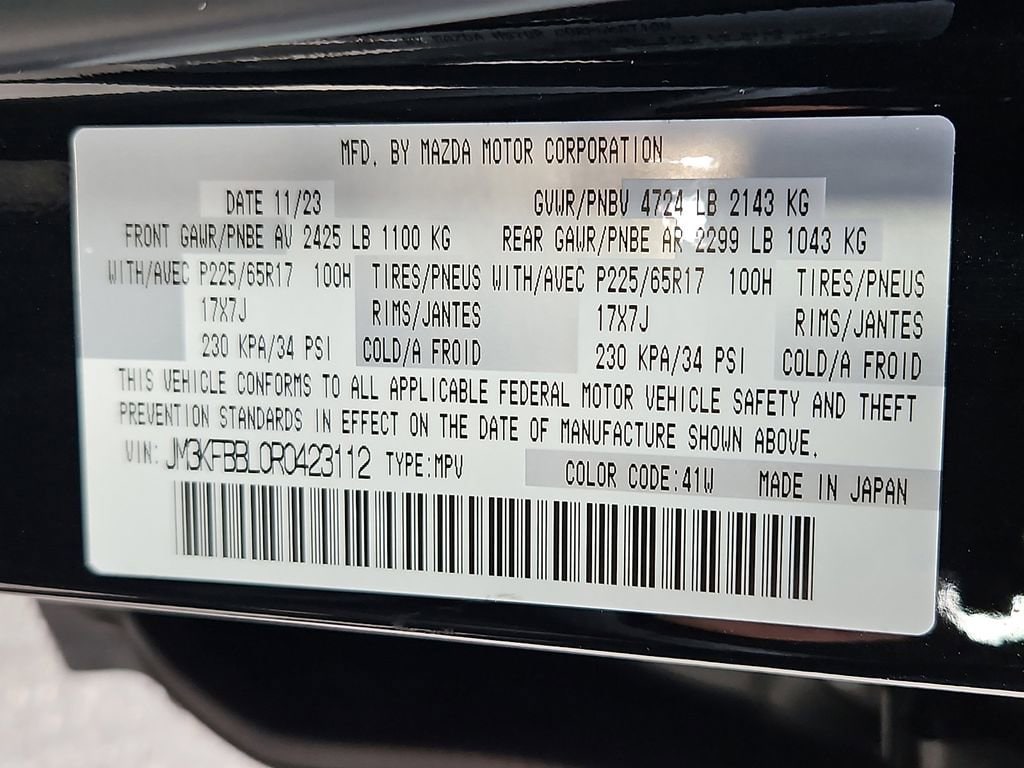 MFD. BY MAZDA MOTOR CORPORATION
DATE 11/23 GVWR/PNBV 4724 LB 2143 KG
FRONT GAWR/PNBE AV 2425 LB 1100 KG REAR GAWR/PNBE AR 2299 LB 1043 KG
WITH/AVEC P225/65R17 100H TIRES/PNEUS WITH/AVEC P225/65R17 100H TIRES/PNEUS
17X7J RIMS/JANTES 17X7J RIMS/JANTES
230 KPA/34 PSI COLD/A FROID 230 KPA/34 PSI COLD/A FROID
THIS VEHICLE CONFORMS TO ALL APPLICABLE FEDERAL MOTOR VEHICLE SAFETY AND THEFT
PREVENTION STANDARDS IN EFFECT ON THE DATE OF MANUFACTURE SHOWN ABOVE.
VIN: JM3KFBBL0R0423112 TYPE:MPV COLOR CODE:41W MADE IN JAPAN